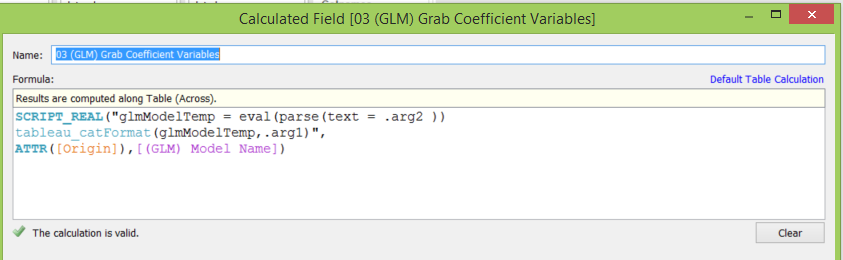 Calculated Field [03 (GLM) Grab Coefficient Variables]
Name: 03 (GLM) Grab Coefficient Variables
Formula: Default Table Calculation
Results are computed along Table (Across).
SCRIPT_REAL("glmModelTemp = eval(parse(text = .arg2 ))
tableau_catFormat(glmModelTemp,.arg1)",
ATTR([Origin]),[(GLM) Model Name])
The calculation is valid. Clear